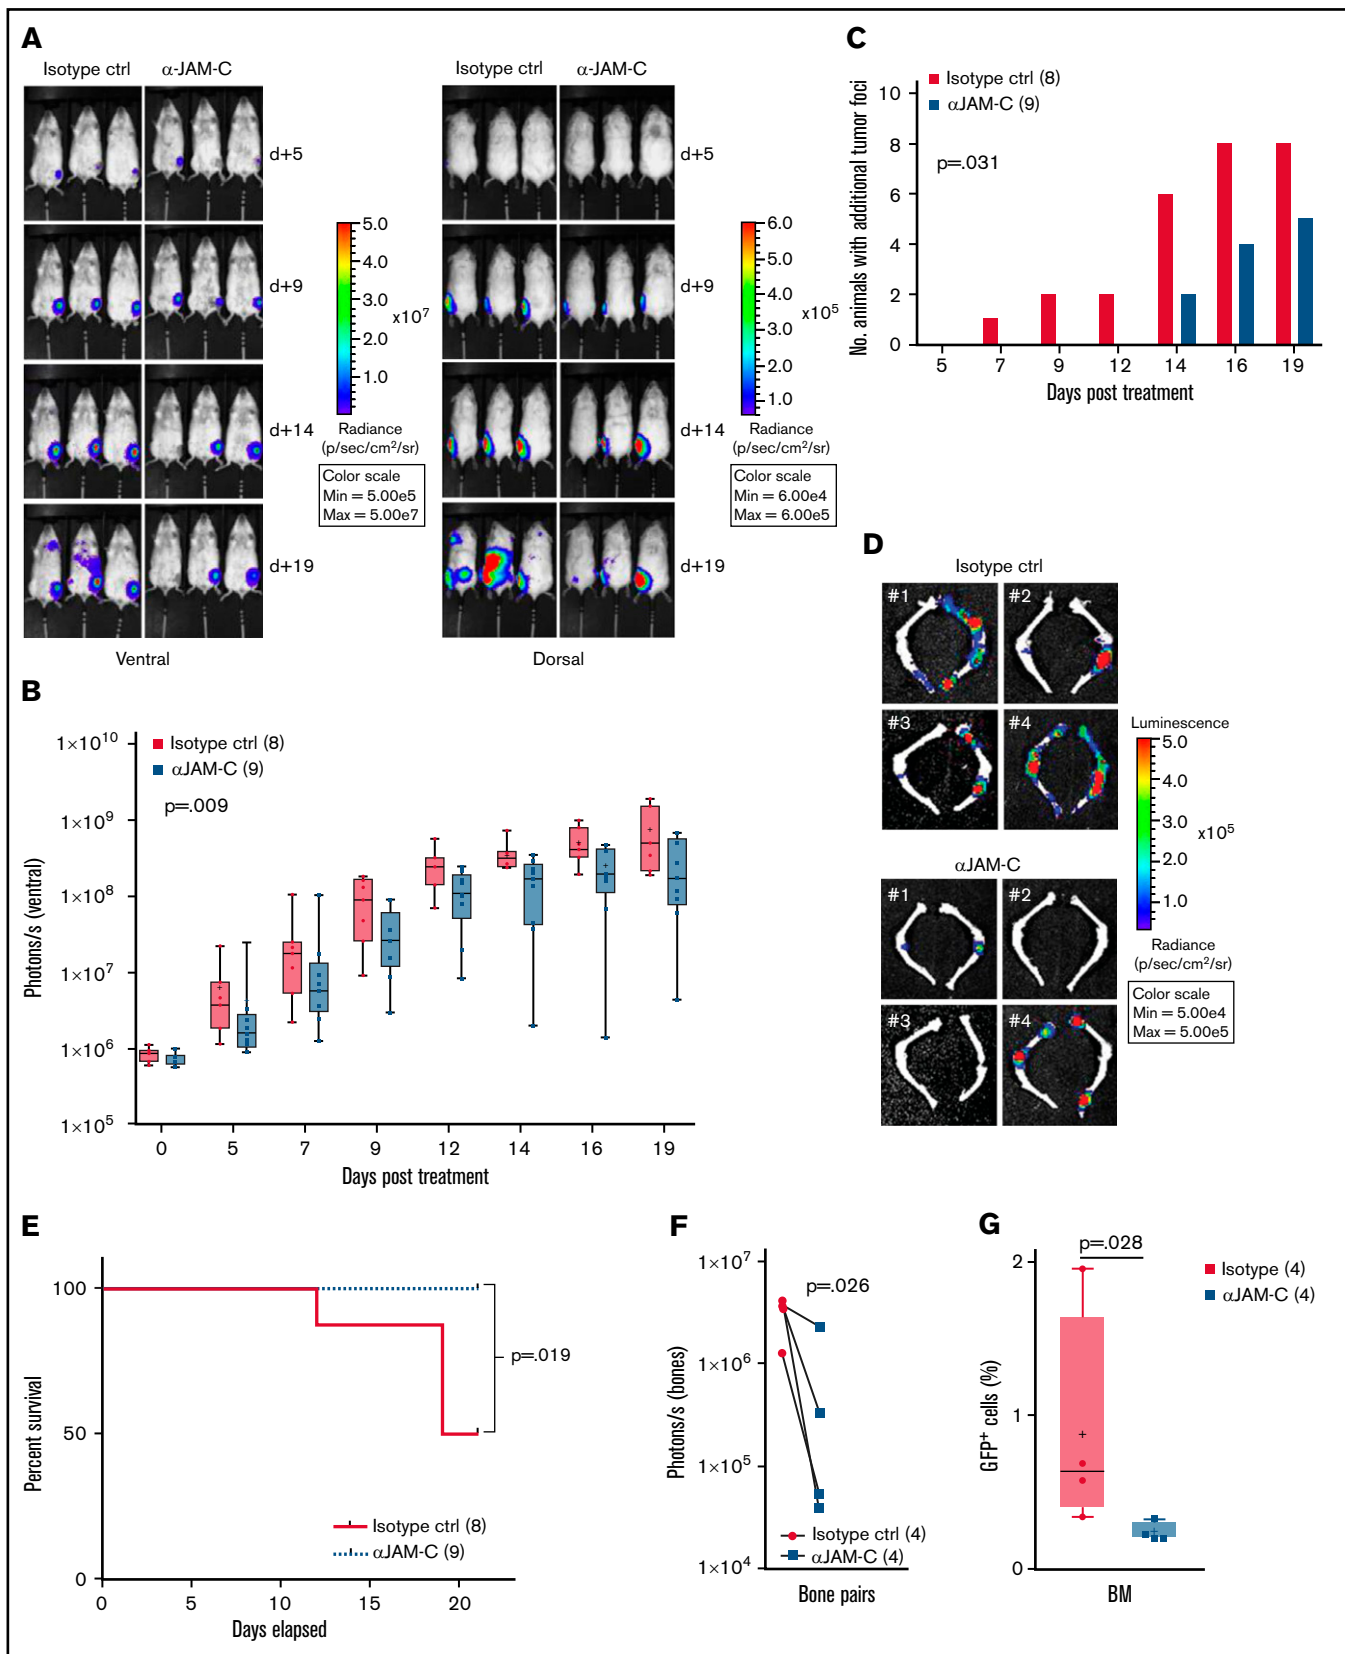 A
Isotype ctrl
α-JAM-C
Isotype ctrl
α-JAM-C
d+5
d+9
d+14
d+19
5.0
4.0
3.0
2.0
1.0
x10⁷
Radiance
(p/sec/cm²/sr)
Color scale
Min = 5.00e5
Max = 5.00e7
Ventral
d+5
d+9
d+14
d+19
6.0
5.0
4.0
3.0
2.0
1.0
x10⁵
Radiance
(p/sec/cm²/sr)
Color scale
Min = 6.00e4
Max = 6.00e5
Dorsal
B
Isotype ctrl (8)
αJAM-C (9)
p=.009
Photons/s (ventral)
1×10¹⁰
1×10⁹
1×10⁸
1×10⁷
1×10⁶
1×10⁵
0 5 7 9 12 14 16 19
Days post treatment
C
Isotype ctrl (8)
αJAM-C (9)
p=.031
No. animals with additional tumor foci
10
8
6
4
2
0
5 7 9 12 14 16 19
Days post treatment
D
Isotype ctrl
#1
#2
#3
#4
αJAM-C
#1
#2
#3
#4
Luminescence
5.0
4.0
3.0
2.0
1.0
x10⁵
Radiance
(p/sec/cm²/sr)
Color scale
Min = 5.00e4
Max = 5.00e5
E
Percent survival
100
50
0
p=.019
Isotype ctrl (8)
αJAM-C (9)
0 5 10 15 20
Days elapsed
F
Photons/s (bones)
1×10⁷
1×10⁶
1×10⁵
1×10⁴
p=.026
Isotype ctrl (4)
αJAM-C (4)
Bone pairs
G
p=.028
Isotype (4)
αJAM-C (4)
GFP⁺ cells (%)
2
1
0
BM